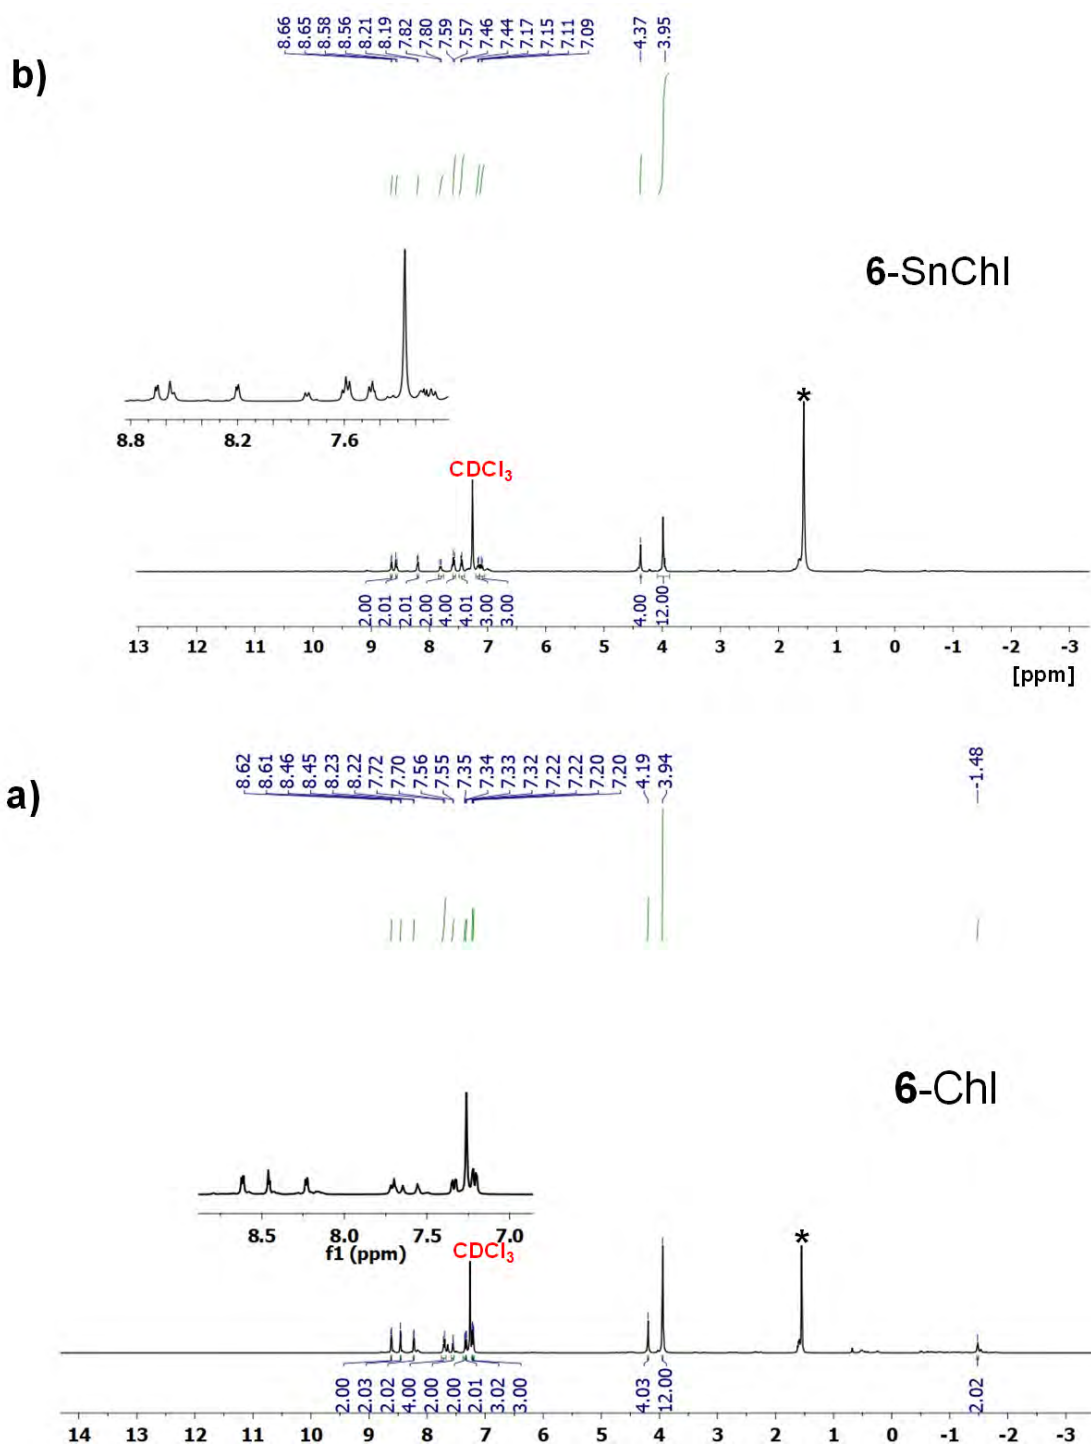 8.66 8.65 8.58 8.56 8.21 8.19 7.82 7.80 7.59 7.57 7.46 7.44 7.17 7.15 7.11 7.09 4.37 3.95
b)
6-SnChl
*
8.8 8.2 7.6
CDCl3
2.00 2.01 2.01 2.00 4.00 4.01 3.00 3.00 4.00 12.00
13 12 11 10 9 8 7 6 5 4 3 2 1 0 -1 -2 -3
[ppm]
8.62 8.61 8.46 8.45 8.23 8.22 7.72 7.70 7.56 7.55 7.35 7.34 7.33 7.32 7.22 7.22 7.20 7.20 4.19 3.94 -1.48
a)
6-Chl
8.5 8.0 7.5 7.0
f1 (ppm)
CDCl3
*
2.00 2.03 2.02 4.00 2.00 2.00 2.01 3.02 3.00 4.03 12.00 2.02
14 13 12 11 10 9 8 7 6 5 4 3 2 1 0 -1 -2 -3